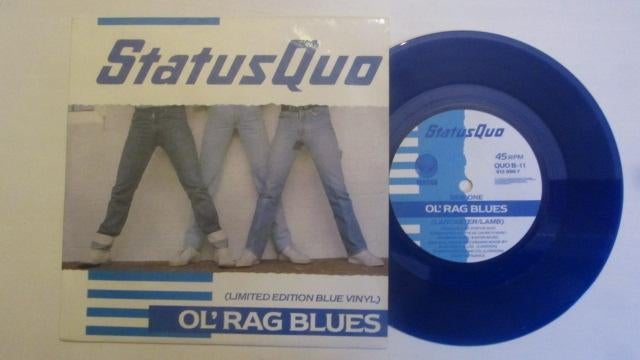 StatusQuo
(LIMITED EDITION BLUE VINYL)
OL' RAG BLUES
StatusQuo
45RPM
QUO B-11
VERTIGO
SIDE ONE
OL' RAG BLUES
(LANCASTER/LAMB)